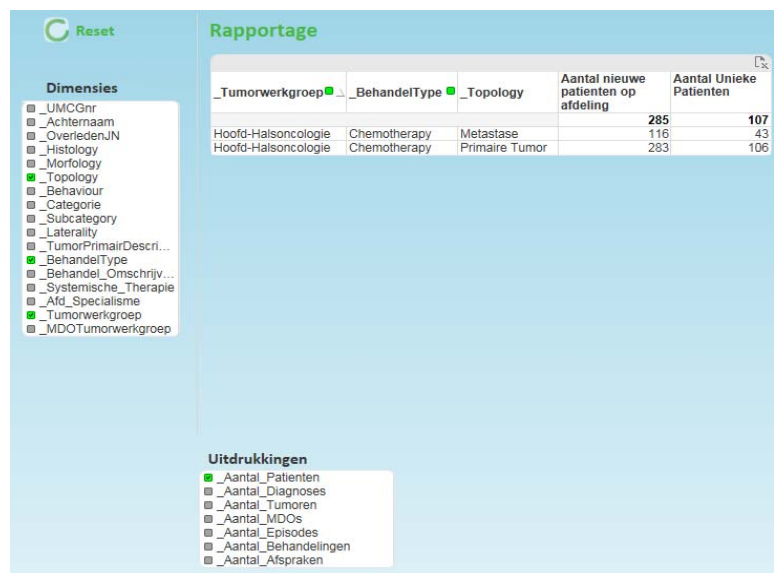 Reset
Rapportage
Dimensies
_UMCGnr
_Achternaam
_OverledenJN
_Histology
_Morfology
_Topology
_Behaviour
_Categorie
_Subcategory
_Laterality
_TumorPrimairDescri...
_BehandelType
_Behandel_Omschrijv...
_Systemische_Therapie
_Afd_Specialisme
_Tumorwerkgroep
_MDOTumorwerkgroep
_Tumorwerkgroep _BehandelType _Topology Aantal nieuwe patienten op afdeling Aantal Unieke Patienten
285 107
Hoofd-Halsoncologie Chemotherapy Metastase 116 43
Hoofd-Halsoncologie Chemotherapy Primaire Tumor 283 106
Uitdrukkingen
_Aantal_Patienten
_Aantal_Diagnoses
_Aantal_Tumoren
_Aantal_MDOs
_Aantal_Episodes
_Aantal_Behandelingen
_Aantal_Afspraken